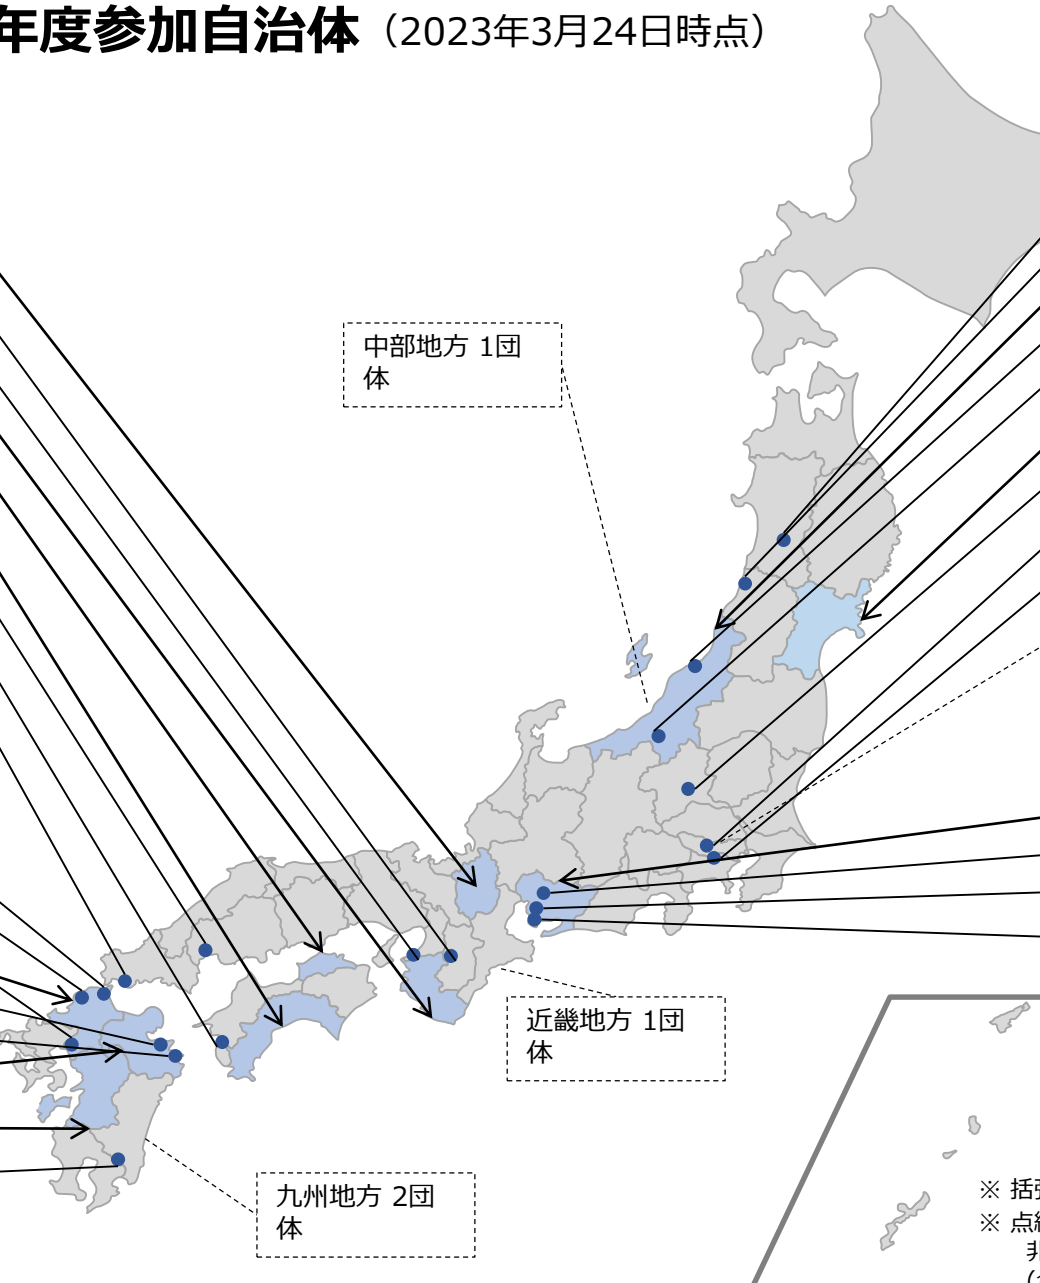 年度参加自治体（2023年3月24日時点）
中部地方 1団
体
近畿地方 1団
体
九州地方 2団
体
※ 括
※ 点
非